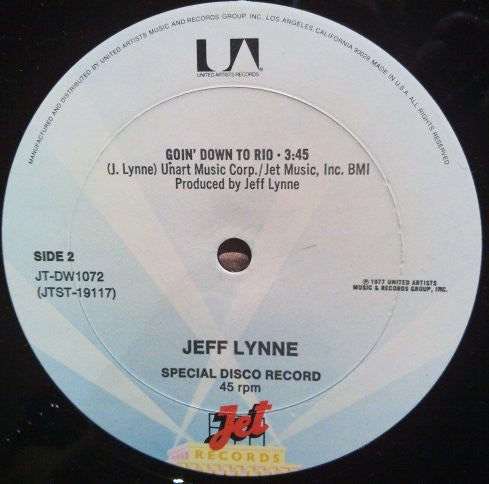 MANUFACTURED AND DISTRIBUTED BY UNITED ARTISTS MUSIC AND RECORDS GROUP, INC. LOS ANGELES, CALIFORNIA 90028 MADE IN U.S.A.
UA
UNITED ARTISTS RECORDS
GOIN' DOWN TO RIO • 3:45
(J. Lynne) Unart Music Corp./Jet Music, Inc. BMI
Produced by Jeff Lynne
SIDE 2
JT-DW1072
(JTST-19117)
℗ 1977 UNITED ARTISTS
MUSIC & RECORDS GROUP, INC.
JEFF LYNNE
SPECIAL DISCO RECORD
45 rpm
Jet
RECORDS